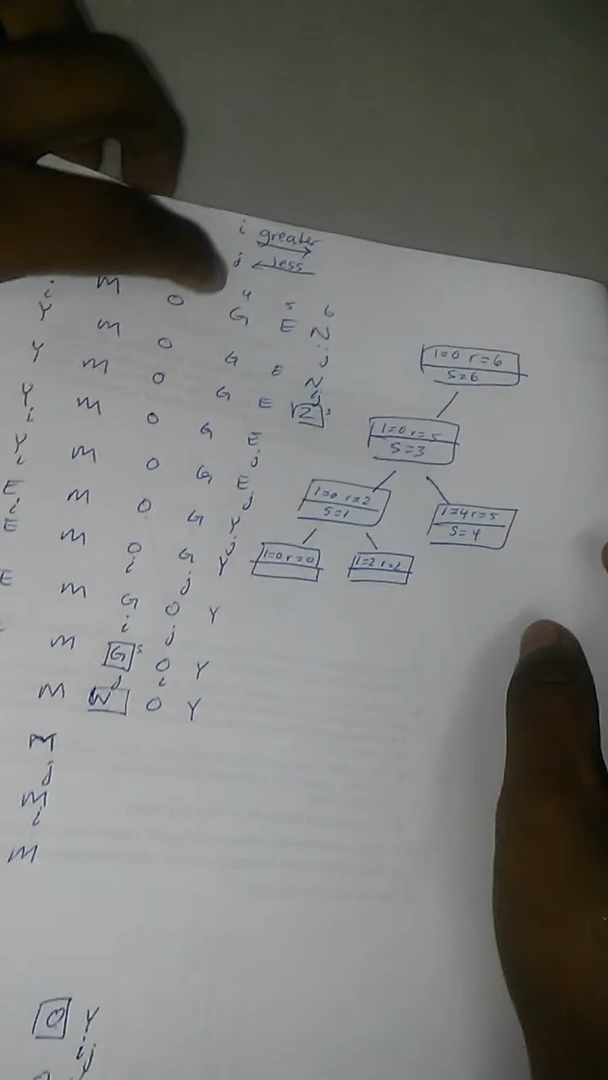 i greater
j less
i M O 4 5 6
Y M O G E N
j
Y M O G E N
j
Y M O G E Z s
i
Y M O G E
i j
Y M O G E
i j
E M O G Y
i j
E M O G Y
i j
E M G O Y
i j
M G s O Y
j i
M N O Y
M
j
M
i
M
O Y
i j
l=0 r=6
S=6
l=0 r=5
S=3
l=0 r=2
S=1
l=4 r=5
S=4
l=0 r=0
l=2 r=2